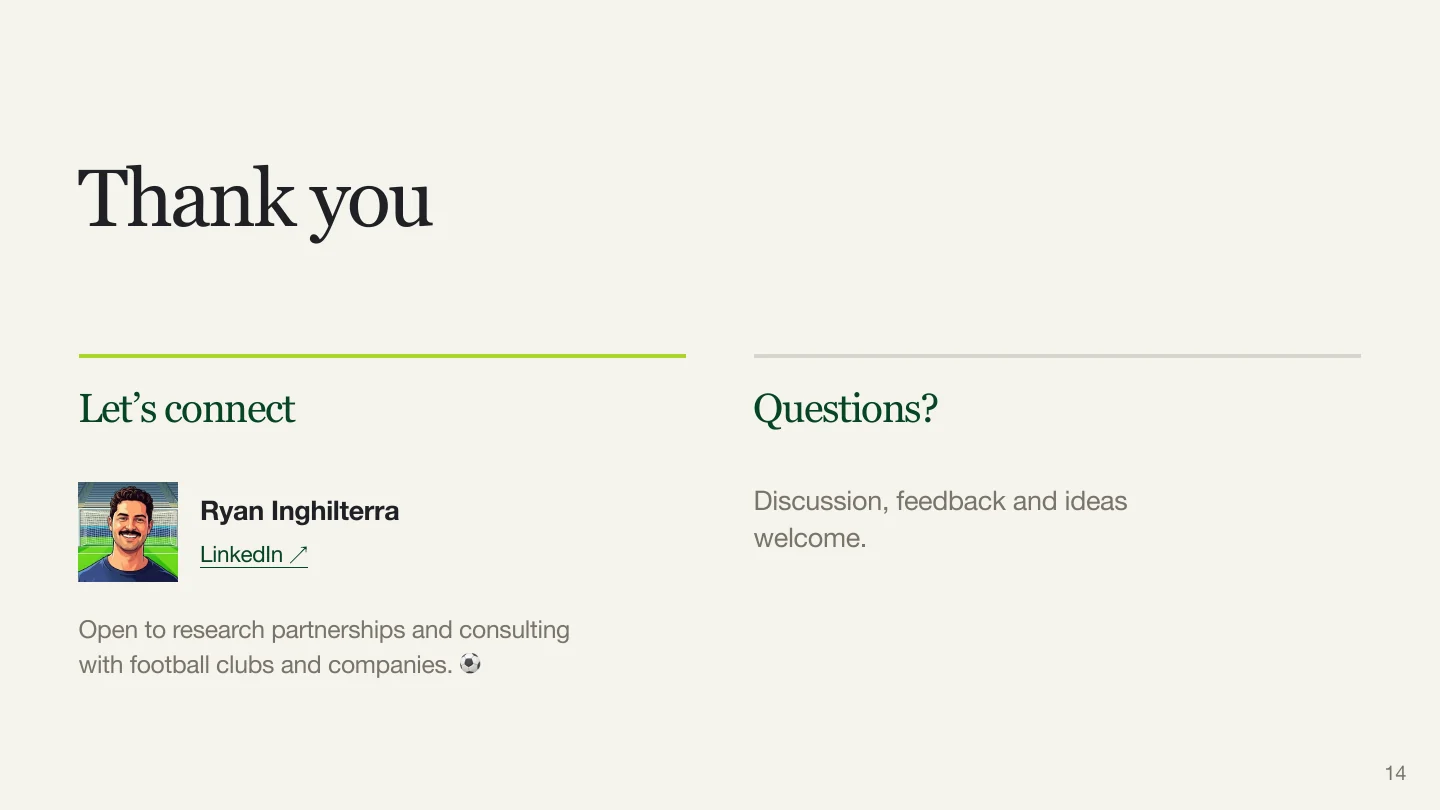 Thank you
Let’s connect
Ryan Inghilterra
LinkedIn ↗
Open to research partnerships and consulting
with football clubs and companies. ⚽
Questions?
Discussion, feedback and ideas
welcome.
14